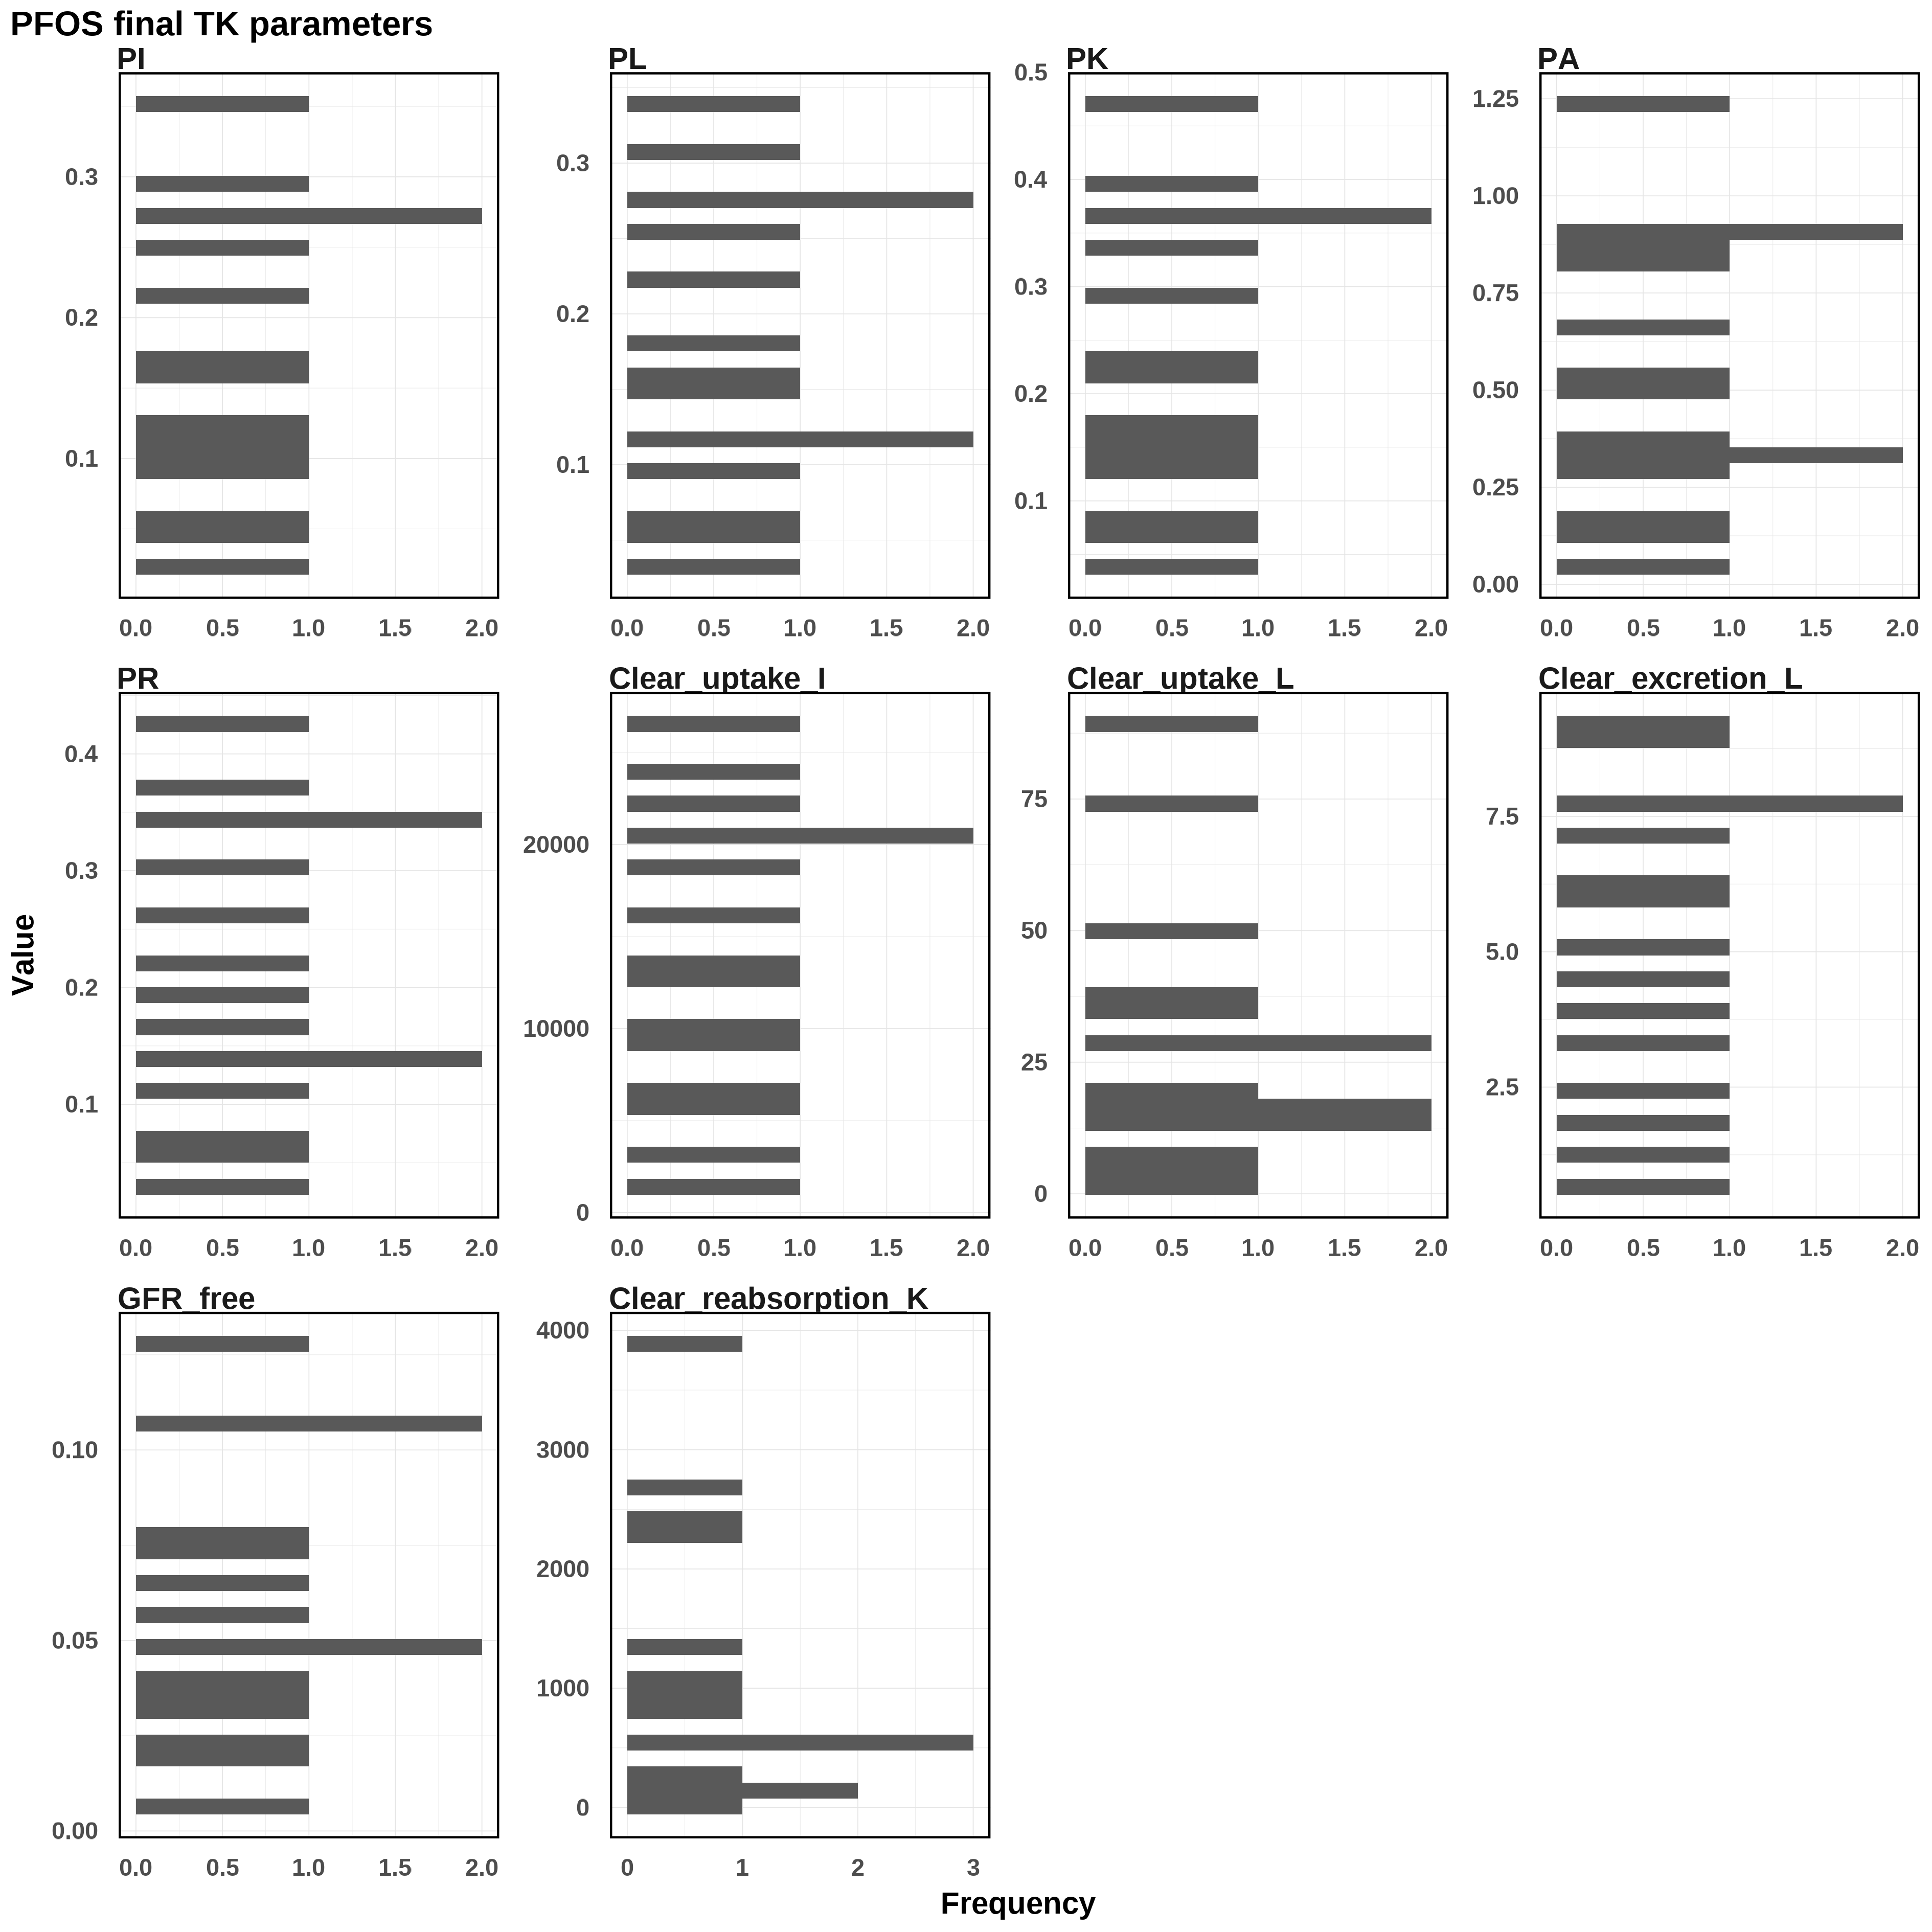 PFOS final TK parameters
PI
PL
PK
PA
0.3
0.2
0.1
0.3
0.2
0.1
0.5
0.4
0.3
0.2
0.1
1.25
1.00
0.75
0.50
0.25
0.00
0.0 0.5 1.0 1.5 2.0
0.0 0.5 1.0 1.5 2.0
0.0 0.5 1.0 1.5 2.0
0.0 0.5 1.0 1.5 2.0
PR
Clear_uptake_I
Clear_uptake_L
Clear_excretion_L
Value
0.4
0.3
0.2
0.1
20000
10000
0
75
50
25
0
7.5
5.0
2.5
0.0 0.5 1.0 1.5 2.0
0.0 0.5 1.0 1.5 2.0
0.0 0.5 1.0 1.5 2.0
0.0 0.5 1.0 1.5 2.0
GFR_free
Clear_reabsorption_K
0.10
0.05
0.00
4000
3000
2000
1000
0
0.0 0.5 1.0 1.5 2.0
0 1 2 3
Frequency